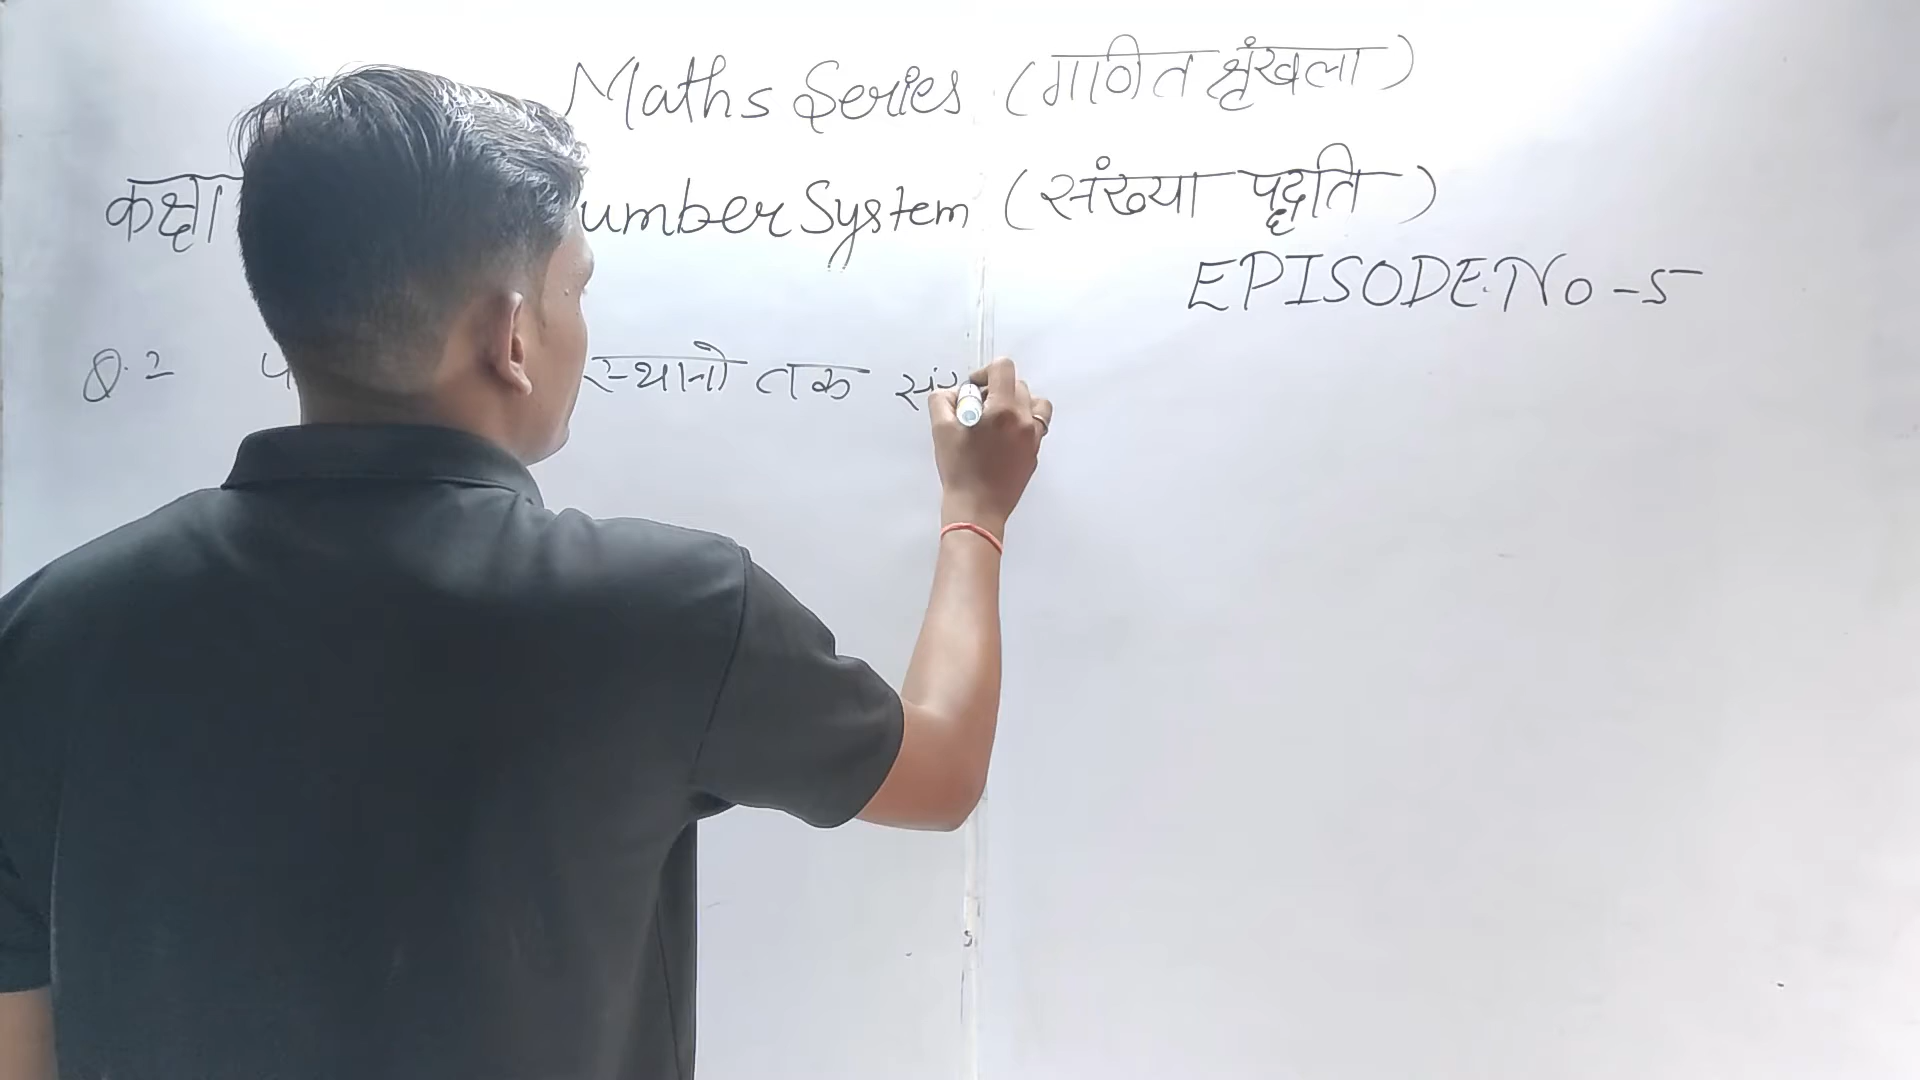 Maths Series (गणित श्रृंखला)
कक्षा umber System (संख्या पद्धति)
EPISODE.No-5
Q.2 स्थानो तक